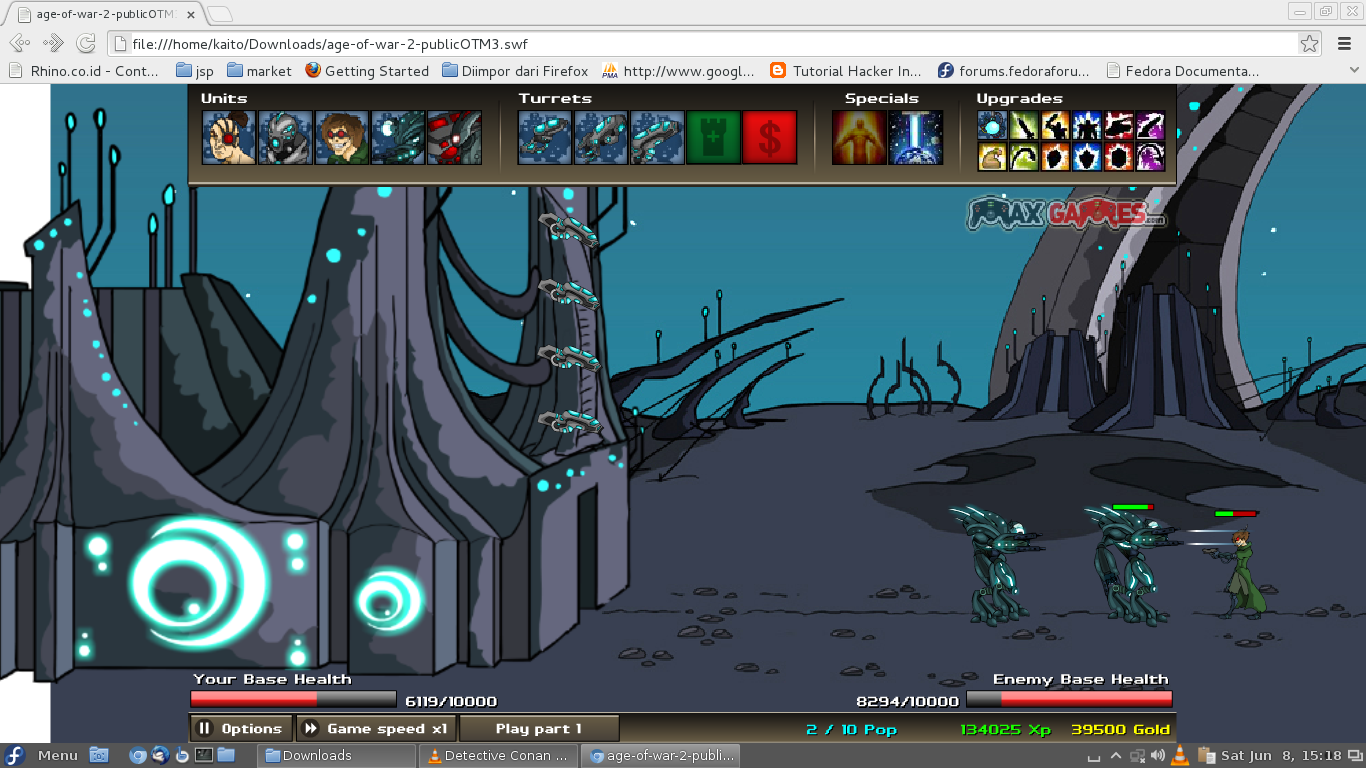 age-of-war-2-publicOTM
file:///home/kaito/Downloads/age-of-war-2-publicOTM3.swf
Rhino.co.id - Cont... jsp market Getting Started Diimpor dari Firefox PMA http://www.googl... Tutorial Hacker In... forums.fedoraforu... Fedora Documenta...
Units Turrets Specials Upgrades
$
MAX GAMES.com
Your Base Health Enemy Base Health
6119/10000 8294/10000
Options Game speed x1 Play part 1 2 / 10 Pop 134025 Xp 39500 Gold
Menu Downloads Detective Conan ... age-of-war-2-publi... Sat Jun 8, 15:18